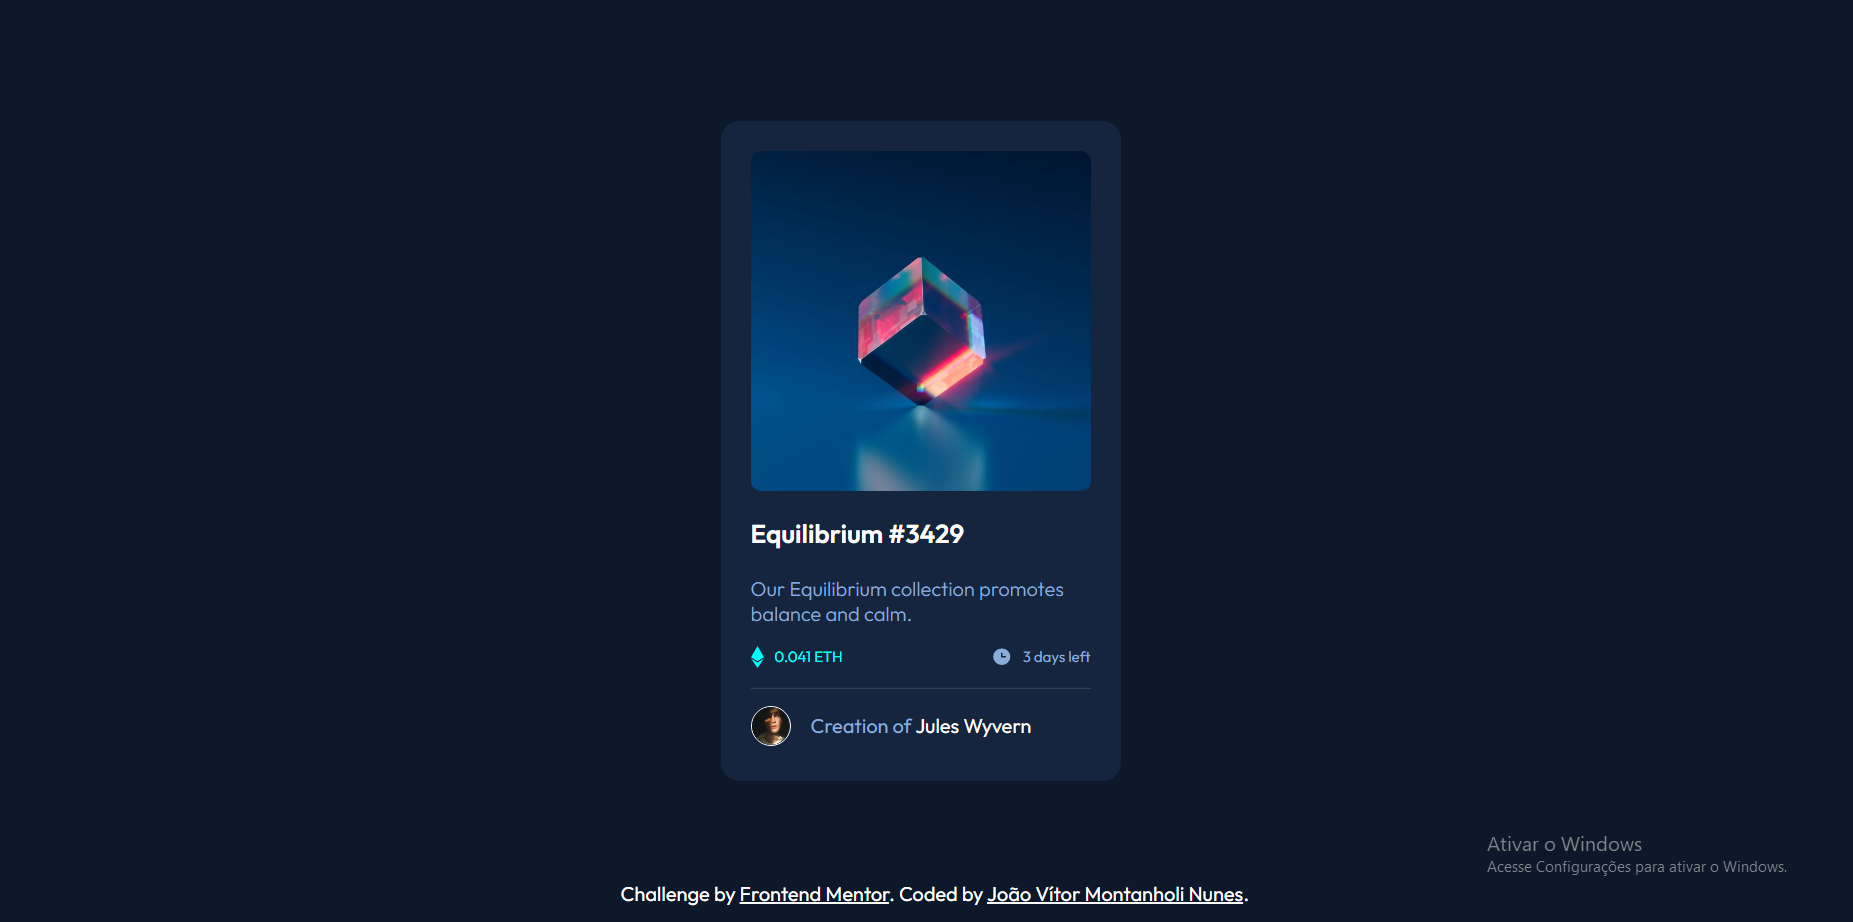 Equilibrium #3429
Our Equilibrium collection promotes
balance and calm.
0.041 ETH
3 days left
Creation of Jules Wyvern
Ativar o Windows
Acesse Configurações para ativar o Windows.
Challenge by Frontend Mentor. Coded by João Vítor Montanholi Nunes.